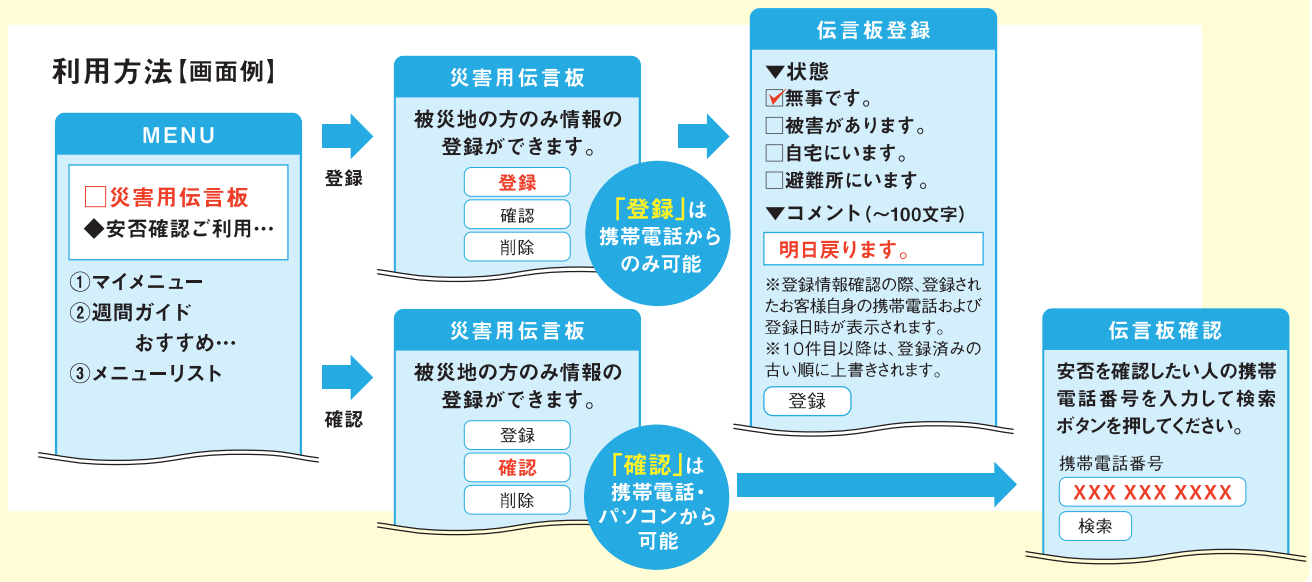 利用方法【画面例】
MENU
□災害用伝言板
◆安否確認ご利用…
①マイメニュー
②週間ガイド
おすすめ…
③メニューリスト
登録
確認
災害用伝言板
被災地の方のみ情報の
登録ができます。
登録
確認
削除
「登録」は
携帯電話から
のみ可能
災害用伝言板
被災地の方のみ情報の
登録ができます。
登録
確認
削除
「確認」は
携帯電話・
パソコンから
可能
伝言板登録
▼状態
☑無事です。
□被害があります。
□自宅にいます。
□避難所にいます。
▼コメント(〜100文字)
明日戻ります。
※登録情報確認の際、登録され
たお客様自身の携帯電話および
登録日時が表示されます。
※10件目以降は、登録済みの
古い順に上書きされます。
登録
伝言板確認
安否を確認したい人の携帯
電話番号を入力して検索
ボタンを押してください。
携帯電話番号
XXX XXX XXXX
検索